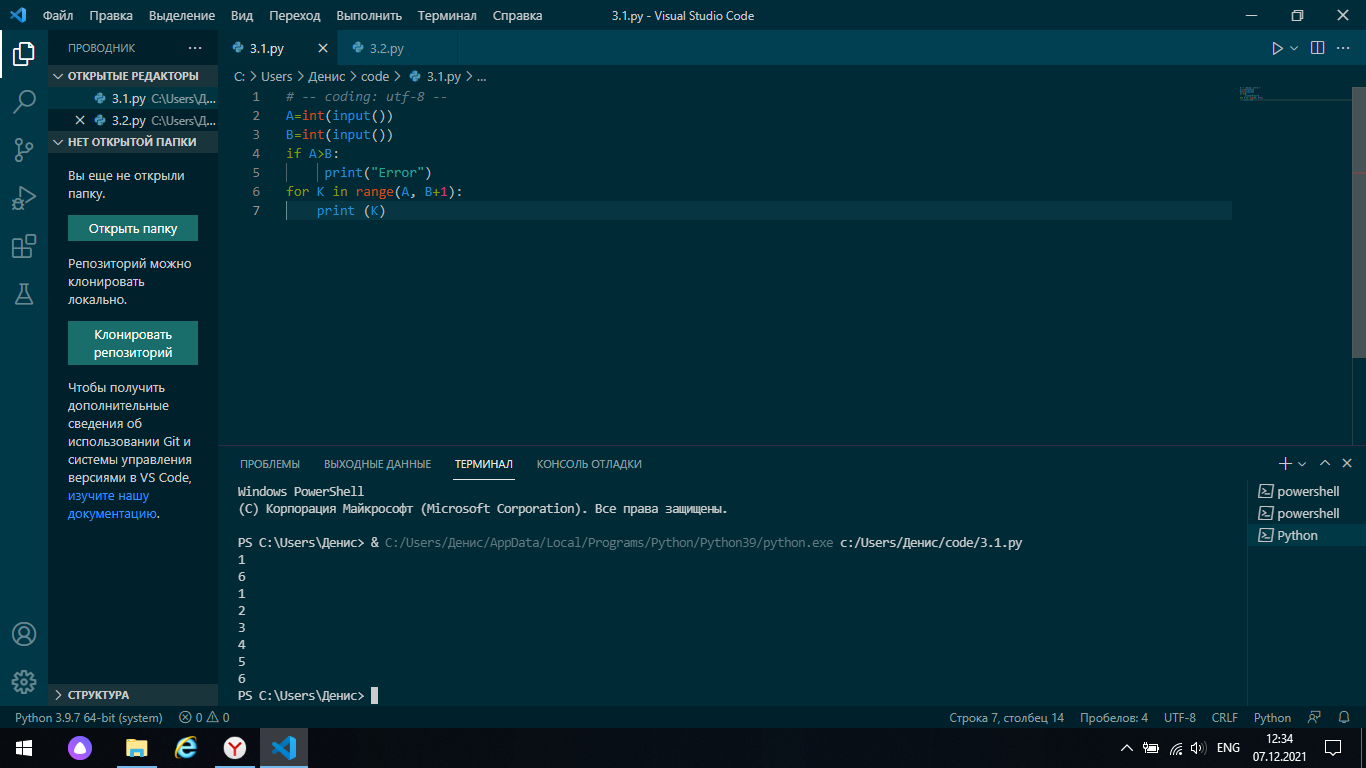 Файл Правка Выделение Вид Переход Выполнить Терминал Справка 3.1.py - Visual Studio Code
ПРОВОДНИК ···
ОТКРЫТЫЕ РЕДАКТОРЫ
3.1.py C:\Users\Д...
3.2.py C:\Users\Д...
НЕТ ОТКРЫТОЙ ПАПКИ
Вы еще не открыли
папку.
Открыть папку
Репозиторий можно
клонировать
локально.
Клонировать
репозиторий
Чтобы получить
дополнительные
сведения об
использовании Git и
системы управления
версиями в VS Code,
изучите нашу
документацию.
СТРУКТУРА
3.1.py 3.2.py
C: > Users > Денис > code > 3.1.py > ...
1 # -- coding: utf-8 --
2 A=int(input())
3 B=int(input())
4 if A>B:
5 print("Error")
6 for K in range(A, B+1):
7 print (K)
ПРОБЛЕМЫ ВЫХОДНЫЕ ДАННЫЕ ТЕРМИНАЛ КОНСОЛЬ ОТЛАДКИ
Windows PowerShell
(C) Корпорация Майкрософт (Microsoft Corporation). Все права защищены.
PS C:\Users\Денис> & C:/Users/Денис/AppData/Local/Programs/Python/Python39/python.exe c:/Users/Денис/code/3.1.py
1
6
1
2
3
4
5
6
PS C:\Users\Денис>
powershell
powershell
Python
Python 3.9.7 64-bit (system) 0 0 Строка 7, столбец 14 Пробелов: 4 UTF-8 CRLF Python
ENG
12:34
07.12.2021